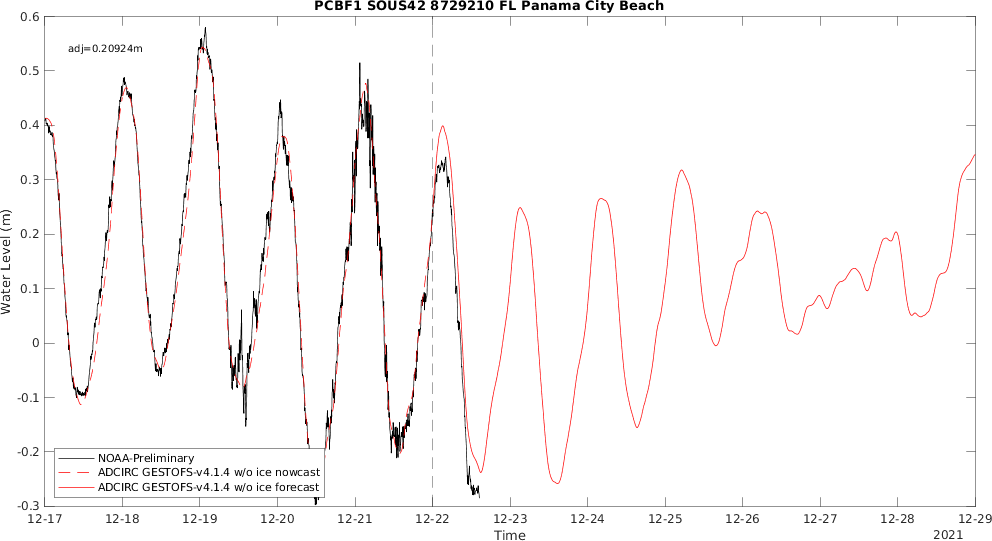 PCBF1 SOUS42 8729210 FL Panama City Beach
adj=0.20924m
0.6
0.5
0.4
0.3
0.2
0.1
0
-0.1
-0.2
-0.3
Water Level (m)
NOAA-Preliminary
ADCIRC GESTOFS-v4.1.4 w/o ice nowcast
ADCIRC GESTOFS-v4.1.4 w/o ice forecast
12-17 12-18 12-19 12-20 12-21 12-22 12-23 12-24 12-25 12-26 12-27 12-28 12-29
Time
2021